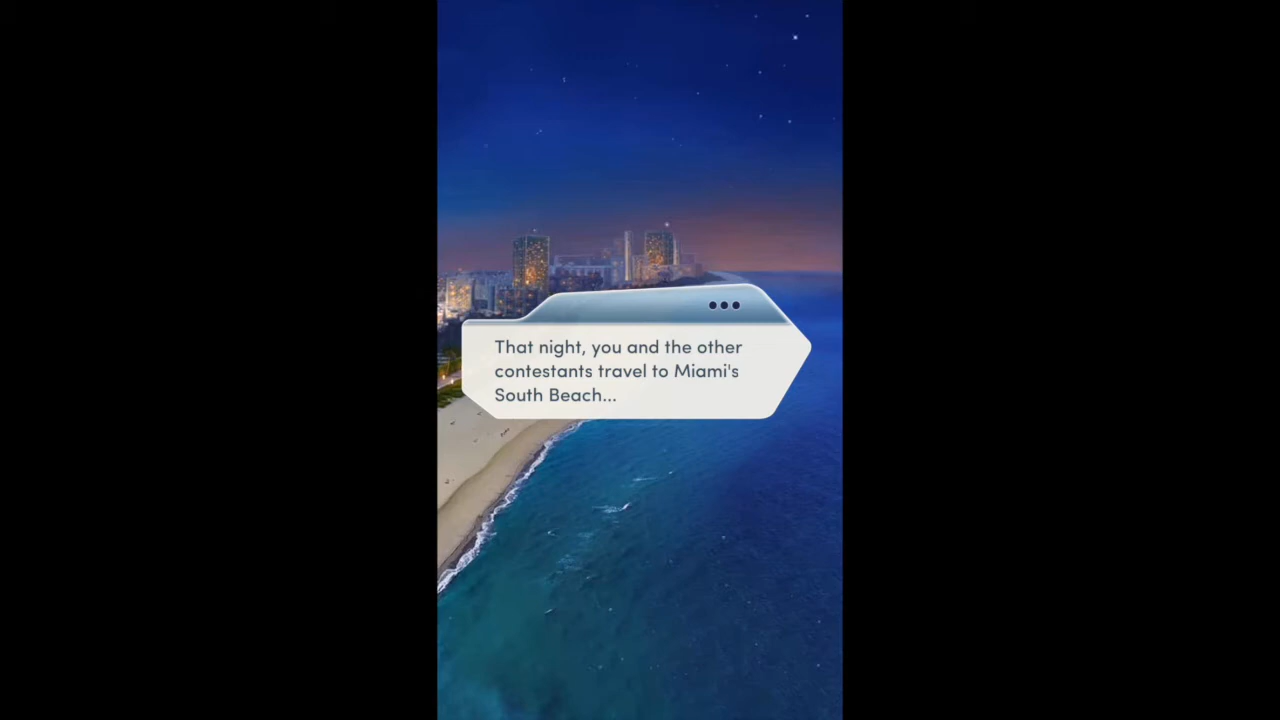 That night, you and the other
contestants travel to Miami's
South Beach...